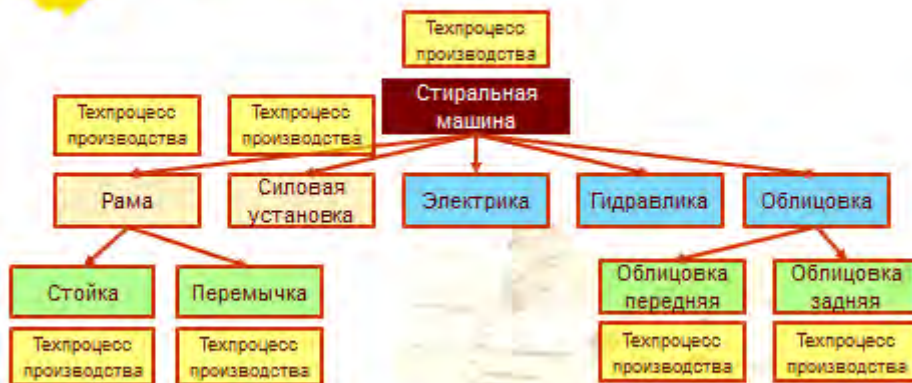 Техпроцесс
производства
Стиральная
машина
Техпроцесс
производства
Техпроцесс
производства
Рама
Силовая
установка
Электрика
Гидравлика
Облицовка
Стойка
Перемычка
Облицовка
передняя
Облицовка
задняя
Техпроцесс
производства
Техпроцесс
производства
Техпроцесс
производства
Техпроцесс
производства